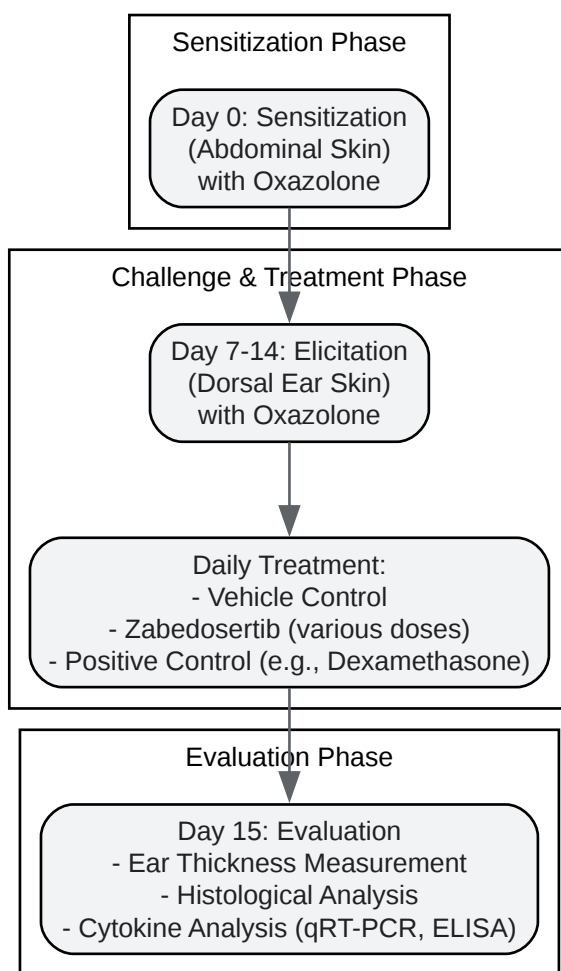 Sensitization Phase
Day 0: Sensitization
(Abdominal Skin)
with Oxazolone
Challenge & Treatment Phase
Day 7-14: Elicitation
(Dorsal Ear Skin)
with Oxazolone
Daily Treatment:
- Vehicle Control
- Zabedosertib (various doses)
- Positive Control (e.g., Dexamethasone)
Evaluation Phase
Day 15: Evaluation
- Ear Thickness Measurement
- Histological Analysis
- Cytokine Analysis (qRT-PCR, ELISA)